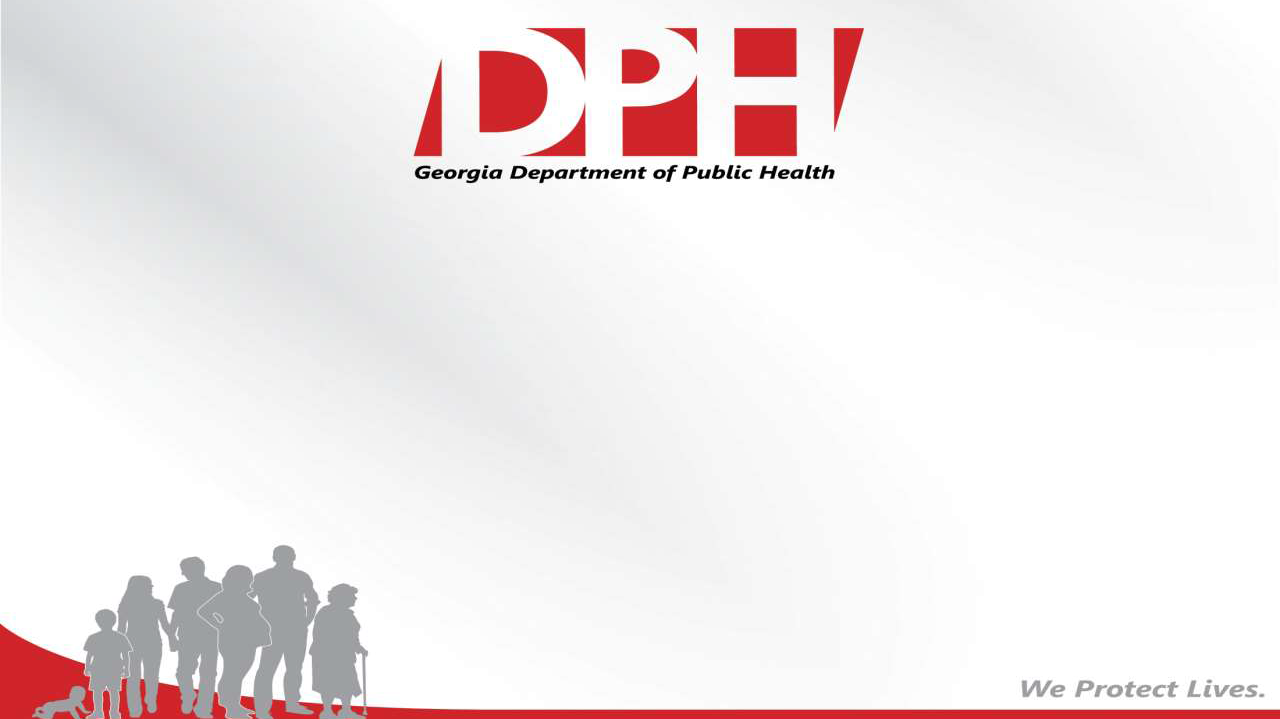 DPH
Georgia Department of Public Health
We Protect Lives.